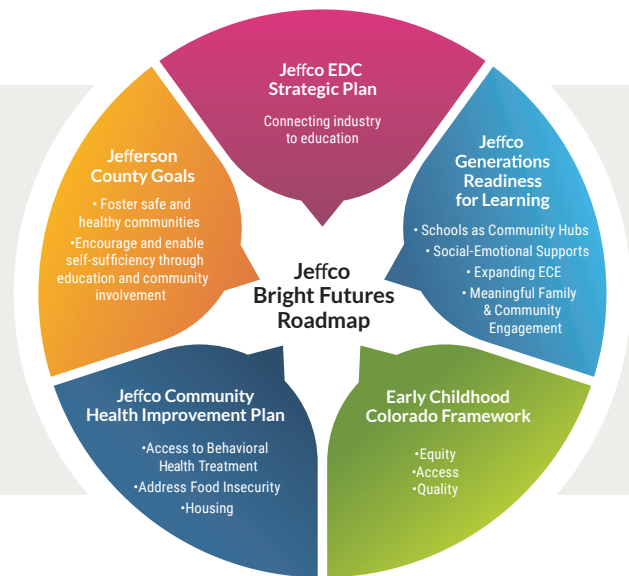 Jeffco EDC
Strategic Plan
Connecting industry
to education
Jeffco
Generations
Readiness
for Learning
• Schools as Community Hubs
• Social-Emotional Supports
• Expanding ECE
• Meaningful Family
& Community
Engagement
Early Childhood
Colorado Framework
•Equity
•Access
•Quality
Jeffco Community
Health Improvement Plan
•Access to Behavioral
Health Treatment
•Address Food Insecurity
•Housing
Jefferson
County Goals
• Foster safe and
healthy communities
•Encourage and enable
self-sufficiency through
education and community
involvement
Jeffco
Bright Futures
Roadmap